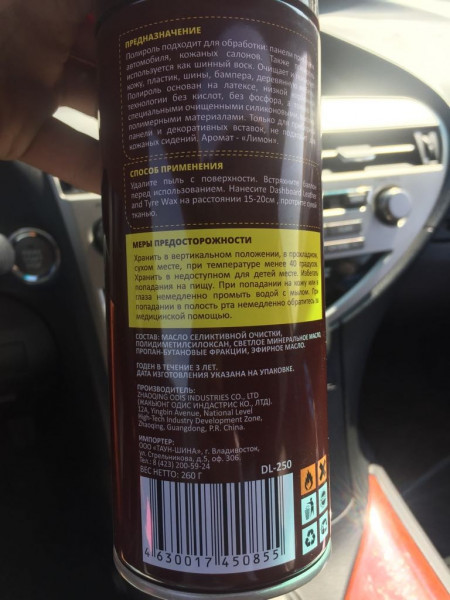 ПРЕДНАЗНАЧЕНИЕ
Полироль подходит для обработки: панели
автомобиля, кожаных салонов. Также
используется как шинный воск. Очищает
кожу, пластик, шины, бампера,
Полироль основан на латексе, низкой
технологии без кислот, без фосфора,
специальными очищенными
полимерными материалами. Только для
панели и декоративных вставок, не
кожаных сидений. Аромат - «Лимон».
СПОСОБ ПРИМЕНЕНИЯ
Удалите пыль с поверхности. Встряхните
перед использованием. Нанесите Dashboard
and Tyre Wax на расстоянии 15-20см , протрите
тканью.
МЕРЫ ПРЕДОСТОРОЖНОСТИ
Хранить в вертикальном положении, в прохладном,
сухом месте, при температуре менее 40 градусов.
Хранить в недоступном для детей месте. Избегать
попадания на пищу. При попадании на кожу или в
глаза немедленно промыть водой с мылом. При
попадании в полость рта немедленно обратитесь за
медицинской помощью.
СОСТАВ: МАСЛО СЕЛИКТИВНОЙ ОЧИСТКИ,
ПОЛИДИМЕТИЛСИЛОКСАН, СВЕТЛОЕ МИНЕРАЛЬНОЕ МАСЛО,
ПРОПАН-БУТАНОВЫЕ ФРАКЦИИ, ЭФИРНОЕ МАСЛО.
ГОДЕН В ТЕЧЕНИЕ 3 ЛЕТ.
ДАТА ИЗГОТОВЛЕНИЯ УКАЗАНА НА УПАКОВКЕ.
ПРОИЗВОДИТЕЛЬ:
ZHAOQING ODIS INDUSTRIES CO., LTD
(ЖАКЬЮНГ ОДИС ИНДАСТРИС КО., ЛТД).
12A, Yingbin Avenue, National Level
High-Tech Industry Development Zone,
Zhaoqing, Guangdong, P.R. China.
ИМПОРТЕР:
ООО «ТАУН-ШИНА», г. Владивосток,
ул. Стрельникова, д.5, оф. 306.
Тел.: 8 (423) 200-59-24
ВЕС НЕТТО: 260 Г
DL-250
4 630017 450855